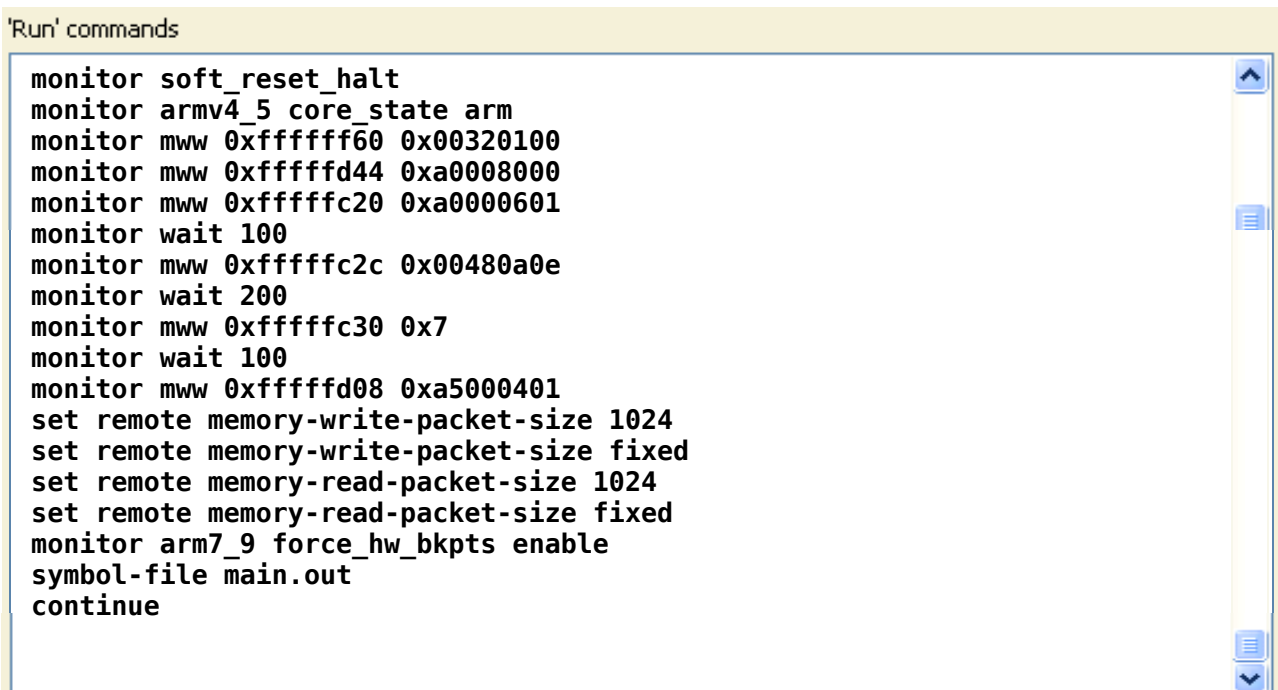 'Run' commands
monitor soft_reset_halt
monitor armv4_5 core_state arm
monitor mww 0xffffff60 0x00320100
monitor mww 0xfffffd44 0xa0008000
monitor mww 0xfffffc20 0xa0000601
monitor wait 100
monitor mww 0xfffffc2c 0x00480a0e
monitor wait 200
monitor mww 0xfffffc30 0x7
monitor wait 100
monitor mww 0xfffffd08 0xa5000401
set remote memory-write-packet-size 1024
set remote memory-write-packet-size fixed
set remote memory-read-packet-size 1024
set remote memory-read-packet-size fixed
monitor arm7_9 force_hw_bkpts enable
symbol-file main.out
continue